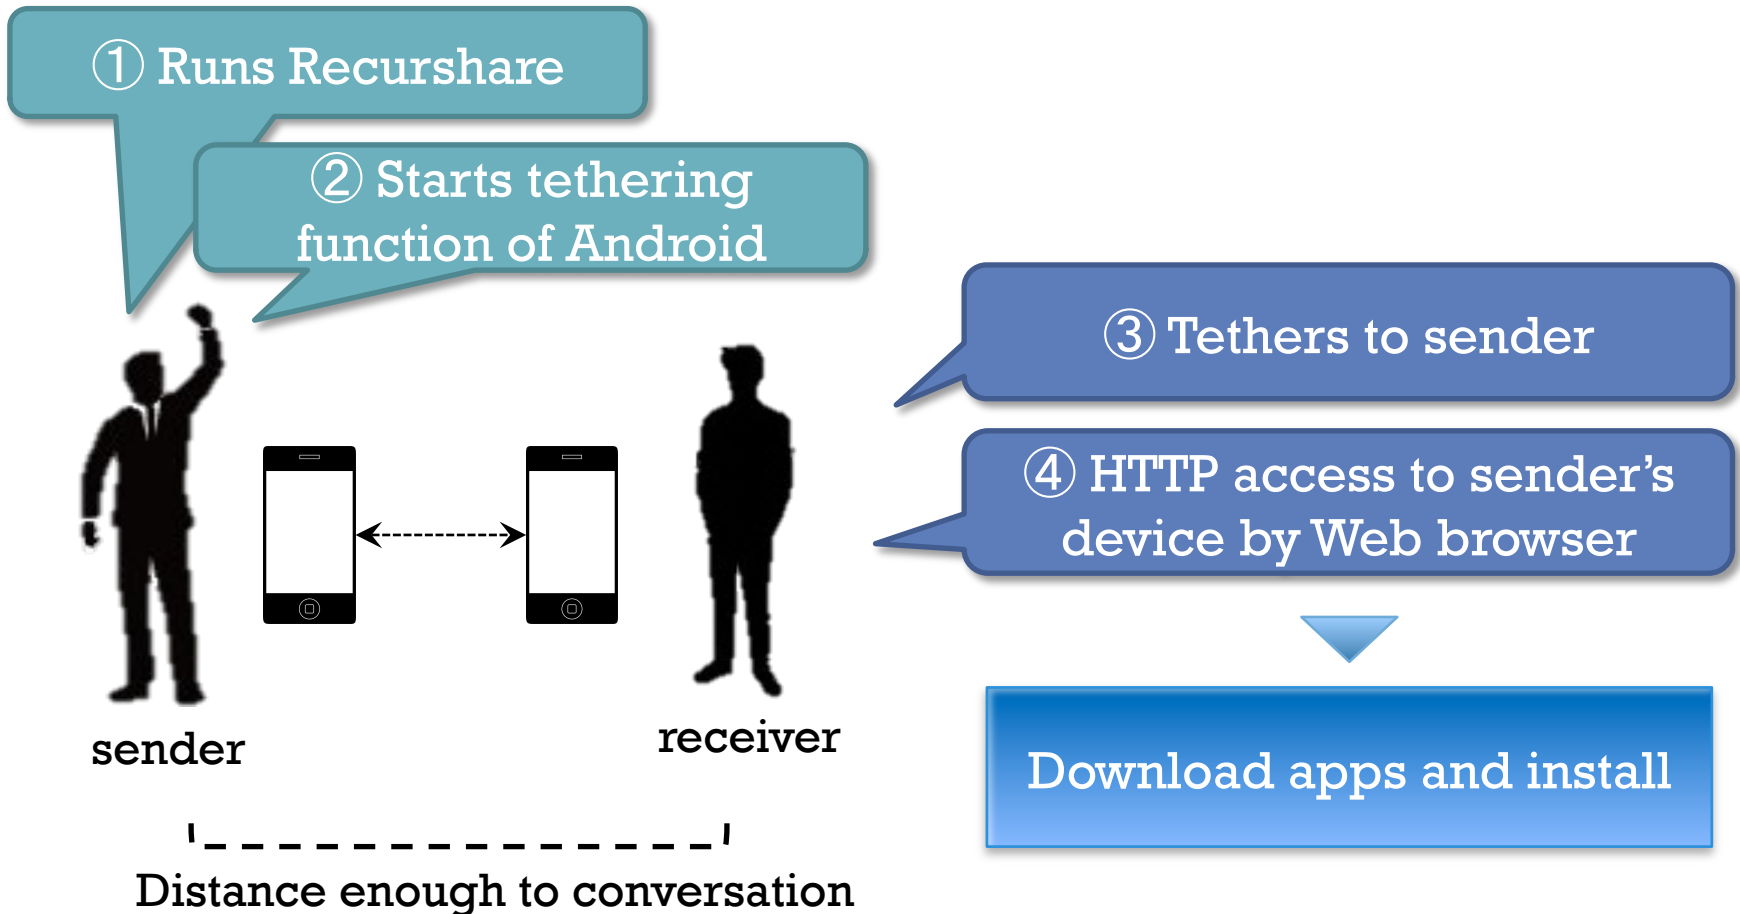 ① Runs Recurshare
② Starts tethering
function of Android
③ Tethers to sender
④ HTTP access to sender’s
device by Web browser
sender
receiver
Download apps and install
Distance enough to conversation